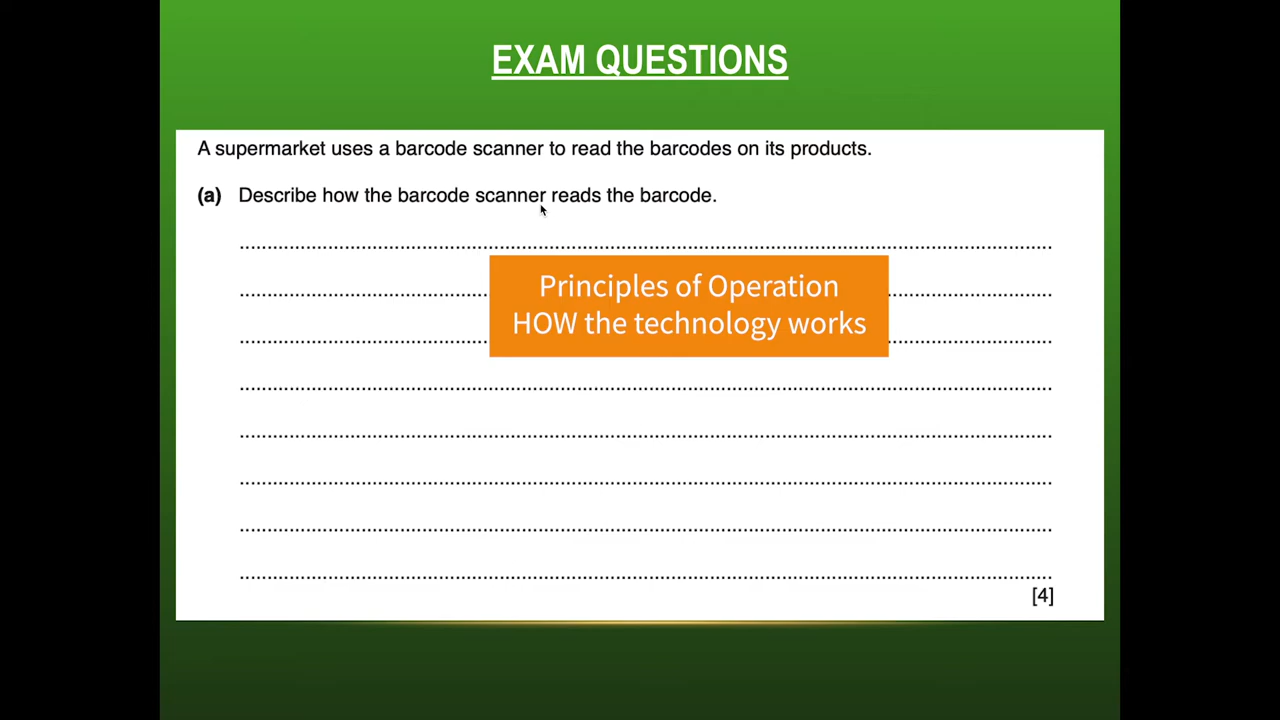 EXAM QUESTIONS
A supermarket uses a barcode scanner to read the barcodes on its products.
(a) Describe how the barcode scanner reads the barcode.
Principles of Operation
HOW the technology works
[4]